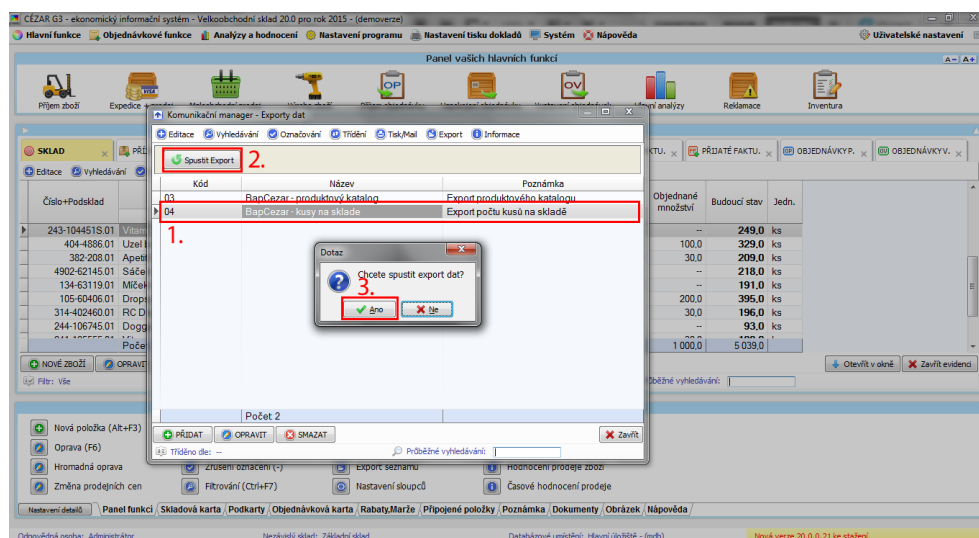 CÉZAR G3 - ekonomický informační systém - Velkoobchodní sklad 20.0 pro rok 2015 - (demoverze)
Hlavní funkce Objednávkové funkce Analýzy a hodnocení Nastavení programu Nastavení tisku dokladů Systém Nápověda Uživatelské nastavení
Panel vašich hlavních funkcí A- A+
OP OV
Příjem zboží Reklamace Inventura
Komunikační manager - Exporty dat
Editace Vyhledávání Označování Třídění Tisk/Mail Export Informace
SKLAD PŘIJATÉ FAKTU. OBJEDNÁVKY P. OBJEDNÁVKY V.
Spustit Export 2.
Editace Vyhledávání
Kód Název Poznámka
Číslo+Podsklad Objednané množství Budoucí stav Jedn.
03 BapCezar - produktový katalog Export produktového katalogu
04 BapCezar - kusy na sklade Export počtu kusů na skladě
1.
243-104451S.01 -- 249,0 ks
404-4886.01 100,0 329,0 ks
382-208.01 30,0 209,0 ks
4902-62145.01 -- 218,0 ks
134-63119.01 -- 191,0 ks
105-60406.01 200,0 395,0 ks
314-402460.01 30,0 196,0 ks
244-106745.01 -- 93,0 ks
1 000,0 5 039,0
Dotaz
Chcete spustit export dat?
3.
Ano Ne
NOVÉ ZBOŽÍ OPRAVIT Otevřít v okně Zavřít evidenci
Filtr: Vše
Počet 2
PŘIDAT OPRAVIT SMAZAT Zavřít
Tříděno dle: -- Průběžné vyhledávání:
Nová položka (Alt+F3)
Oprava (F6)
Hromadná oprava Zrušení označení (-) Export seznamu Hodnocení prodeje zboží
Změna prodejních cen Filtrování (Ctrl+F7) Nastavení sloupců Časové hodnocení prodeje
Nastavení detailů Panel funkcí Skladová karta Podkarty Objednávková karta Rabaty,Marže Připojené položky Poznámka Dokumenty Obrázek Nápověda
Odpovědná osoba: Administrátor Nezávislý sklad: Základní sklad Databázové umístění: Hlavní úložiště - (mdb) Nová verze 20.0.0.21 ke stažení